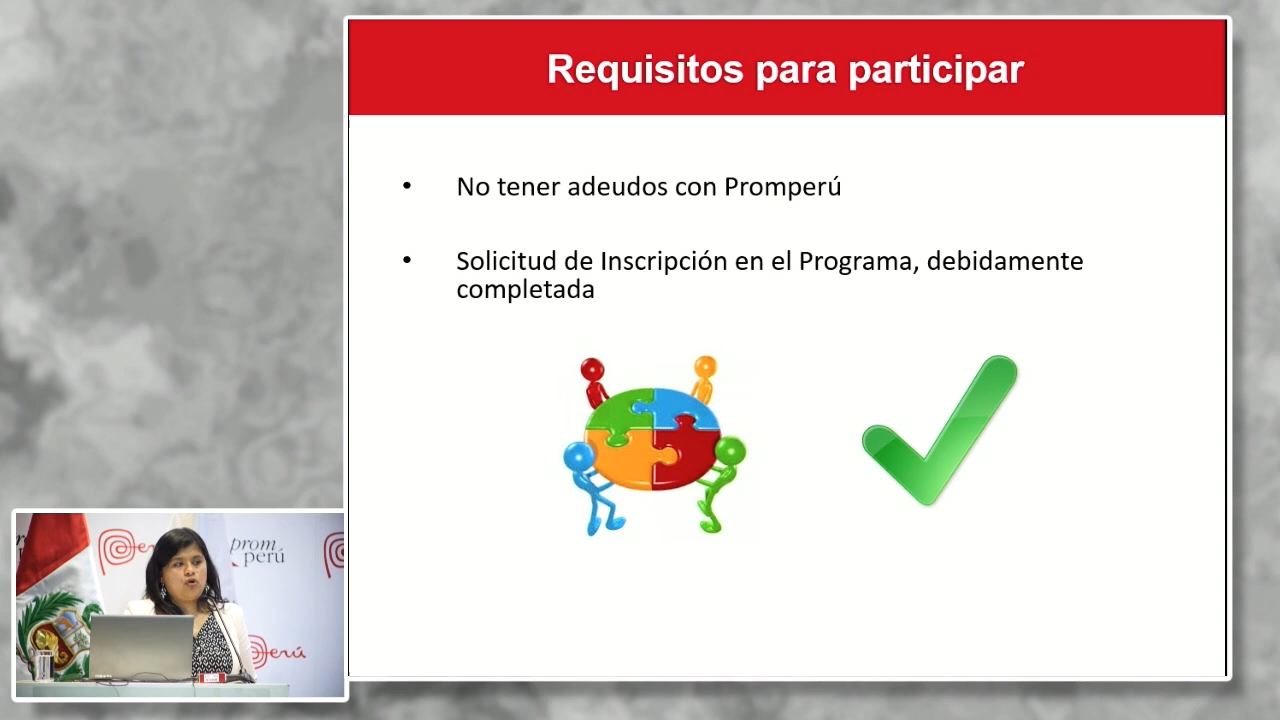 Requisitos para participar
• No tener adeudos con Promperú
• Solicitud de Inscripción en el Programa, debidamente
completada
prom
perú
Perú